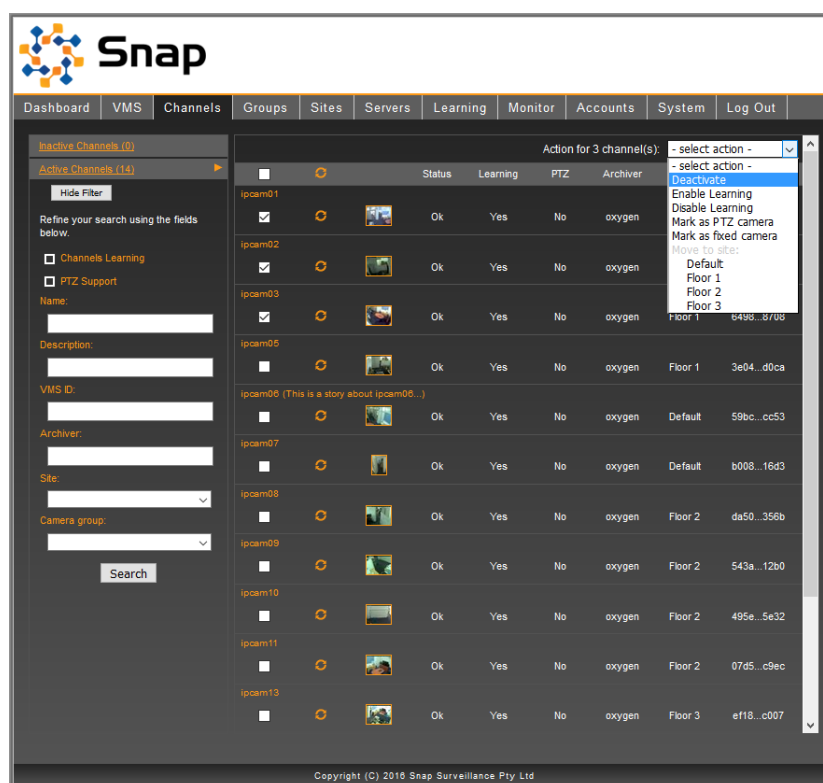 Snap
Dashboard VMS Channels Groups Sites Servers Learning Monitor Accounts System Log Out
Inactive Channels (0)
Active Channels (14)
Hide Filter
Refine your search using the fields
below.
Channels Learning
PTZ Support
Name:
Description:
VMS ID:
Archiver:
Site:
Camera group:
Search
Action for 3 channel(s): - select action -
- select action -
Deactivate
Enable Learning
Disable Learning
Mark as PTZ camera
Mark as fixed camera
Move to site:
Default
Floor 1
Floor 2
Floor 3
Status Learning PTZ Archiver
ipcam01
Ok Yes No oxygen
ipcam02
Ok Yes No oxygen
ipcam03
Ok Yes No oxygen Floor 1 6498...8708
ipcam05
Ok Yes No oxygen Floor 1 3e04...d0ca
ipcam06 (This is a story about ipcam06...)
Ok Yes No oxygen Default 59bc...cc53
ipcam07
Ok Yes No oxygen Default b008...16d3
ipcam08
Ok Yes No oxygen Floor 2 da50...356b
ipcam09
Ok Yes No oxygen Floor 2 543a...12b0
ipcam10
Ok Yes No oxygen Floor 2 495e...5e32
ipcam11
Ok Yes No oxygen Floor 2 07d5...c9ec
ipcam13
Ok Yes No oxygen Floor 3 ef18...c007
Copyright (C) 2016 Snap Surveillance Pty Ltd